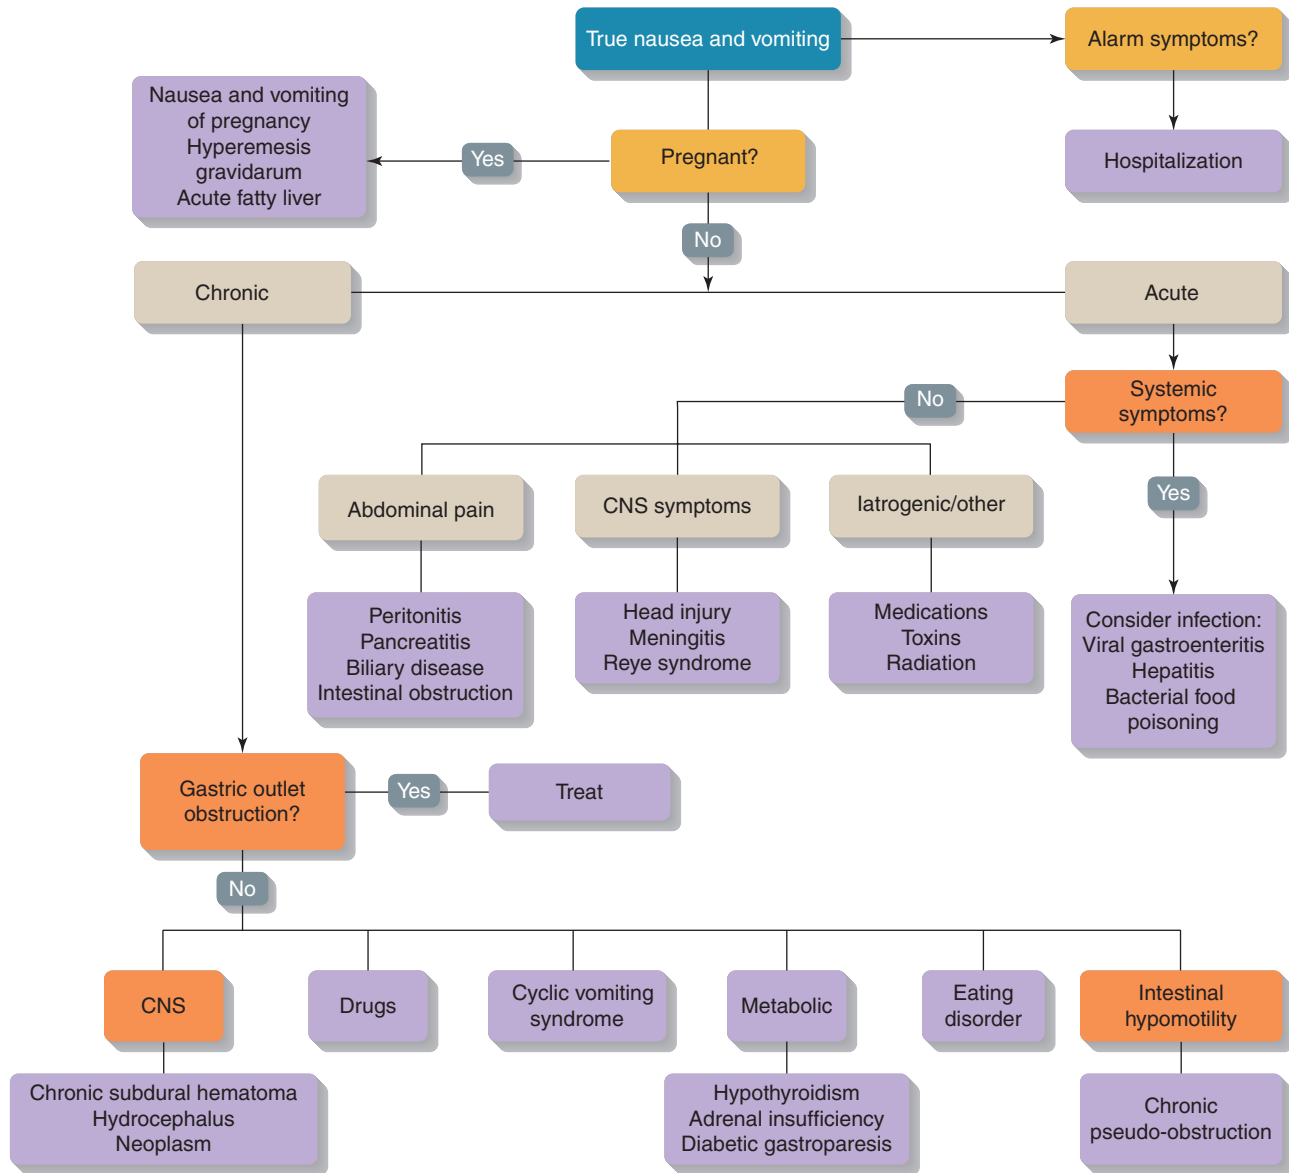 True nausea and vomiting
Alarm symptoms?
Nausea and vomiting
of pregnancy
Hyperemesis
gravidarum
Acute fatty liver
Yes
Pregnant?
Hospitalization
No
Chronic
Acute
No
Systemic
symptoms?
Abdominal pain
CNS symptoms
Iatrogenic/other
Yes
Peritonitis
Pancreatitis
Biliary disease
Intestinal obstruction
Head injury
Meningitis
Reye syndrome
Medications
Toxins
Radiation
Consider infection:
Viral gastroenteritis
Hepatitis
Bacterial food
poisoning
Gastric outlet
obstruction?
Yes
Treat
No
CNS
Drugs
Cyclic vomiting
syndrome
Metabolic
Eating
disorder
Intestinal
hypomotility
Chronic subdural hematoma
Hydrocephalus
Neoplasm
Hypothyroidism
Adrenal insufficiency
Diabetic gastroparesis
Chronic
pseudo-obstruction